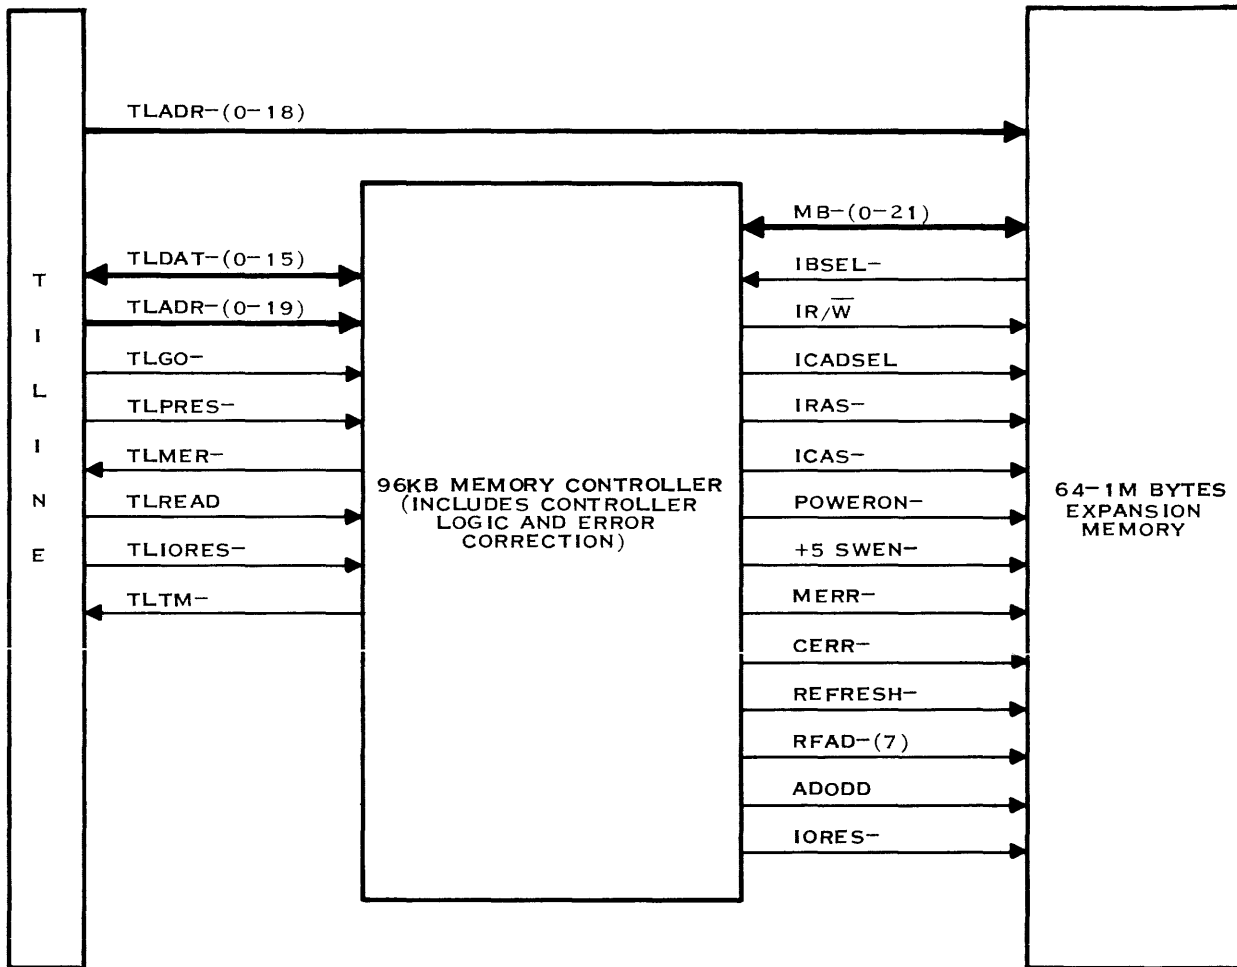 TLADR-(0-18)
TILINE
TLDAT-(0-15)
TLADR-(0-19)
TLGO-
TLPRES-
TLMER-
TLREAD
TLIORES-
TLTM-
96KB MEMORY CONTROLLER
(INCLUDES CONTROLLER
LOGIC AND ERROR
CORRECTION)
MB-(0-21)
IBSEL-
IR/W̅
ICADSEL
IRAS-
ICAS-
POWERON-
+5 SWEN-
MERR-
CERR-
REFRESH-
RFAD-(7)
ADODD
IORES-
64-1M BYTES
EXPANSION
MEMORY